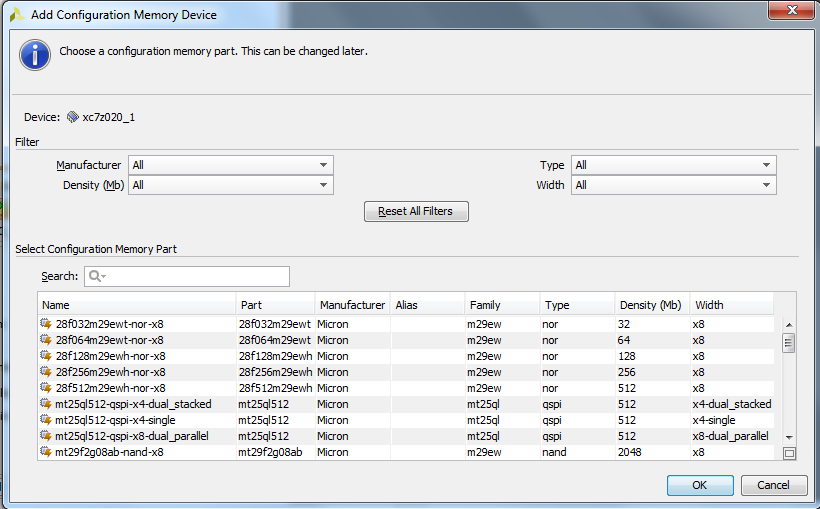 Add Configuration Memory Device
Choose a configuration memory part. This can be changed later.
Device: xc7z020_1
Filter
Manufacturer All Type All
Density (Mb) All Width All
Reset All Filters
Select Configuration Memory Part
Search:
Name Part Manufacturer Alias Family Type Density (Mb) Width
28f032m29ewt-nor-x8 28f032m29ewt Micron m29ew nor 32 x8
28f064m29ewt-nor-x8 28f064m29ewt Micron m29ew nor 64 x8
28f128m29ewh-nor-x8 28f128m29ewh Micron m29ew nor 128 x8
28f256m29ewh-nor-x8 28f256m29ewh Micron m29ew nor 256 x8
28f512m29ewh-nor-x8 28f512m29ewh Micron m29ew nor 512 x8
mt25ql512-qspi-x4-dual_stacked mt25ql512 Micron mt25ql qspi 512 x4-dual_stacked
mt25ql512-qspi-x4-single mt25ql512 Micron mt25ql qspi 512 x4-single
mt25ql512-qspi-x8-dual_parallel mt25ql512 Micron mt25ql qspi 512 x8-dual_parallel
mt29f2g08ab-nand-x8 mt29f2g08ab Micron m29ew nand 2048 x8
OK Cancel